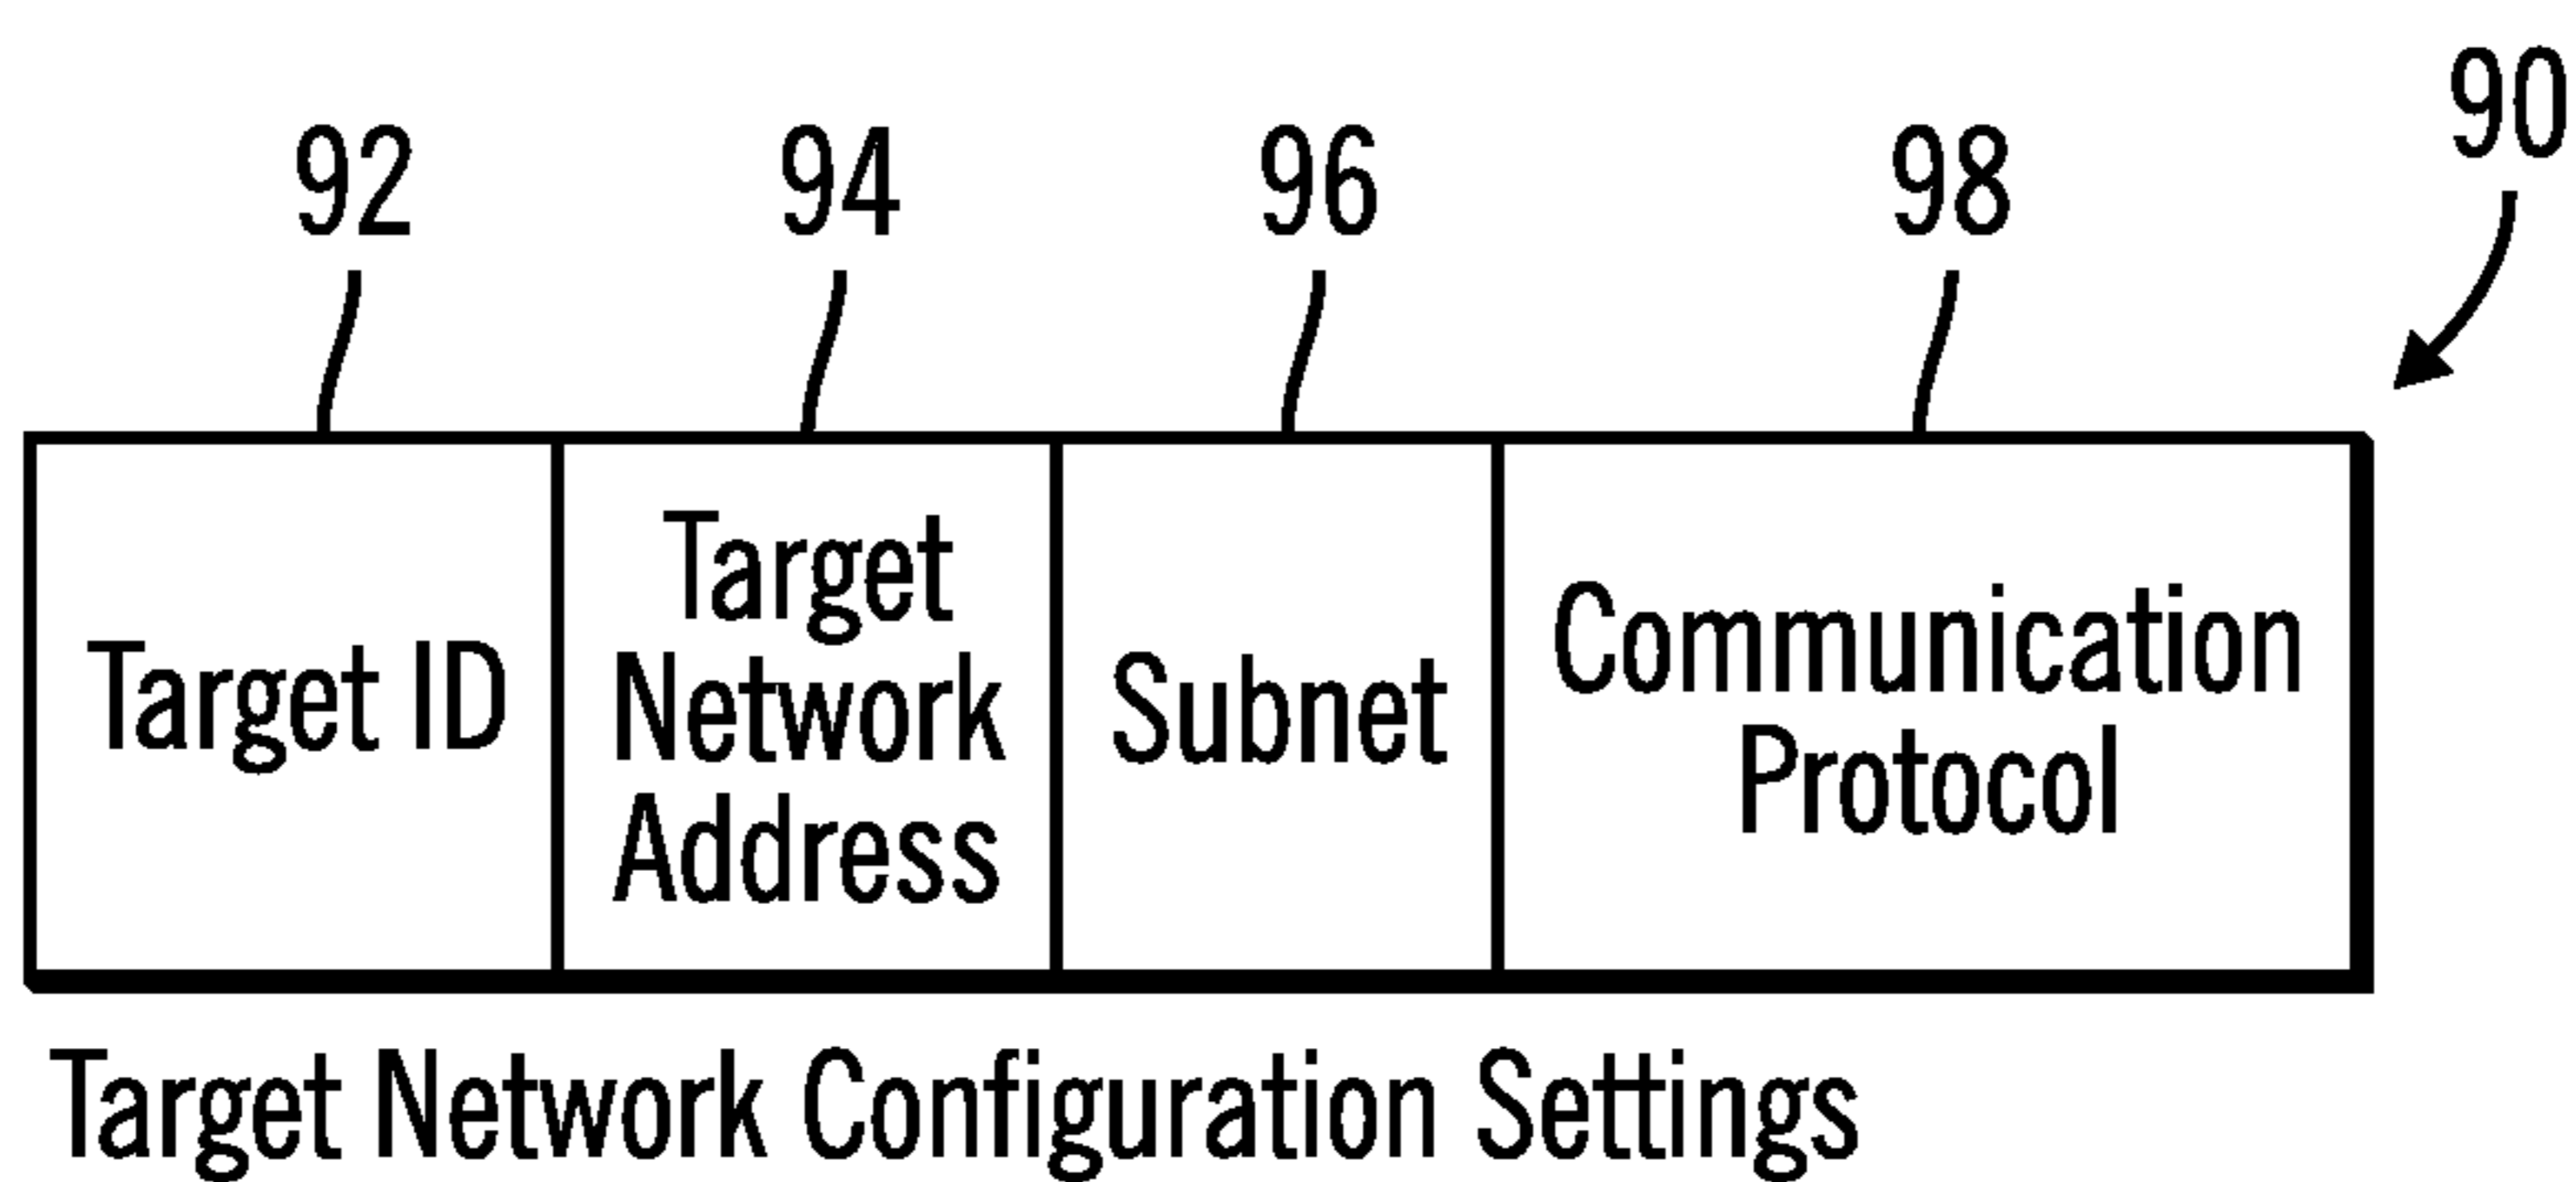 90
92 94 96 98
Target ID
Target
Network
Address
Subnet
Communication
Protocol
Target Network Configuration Settings